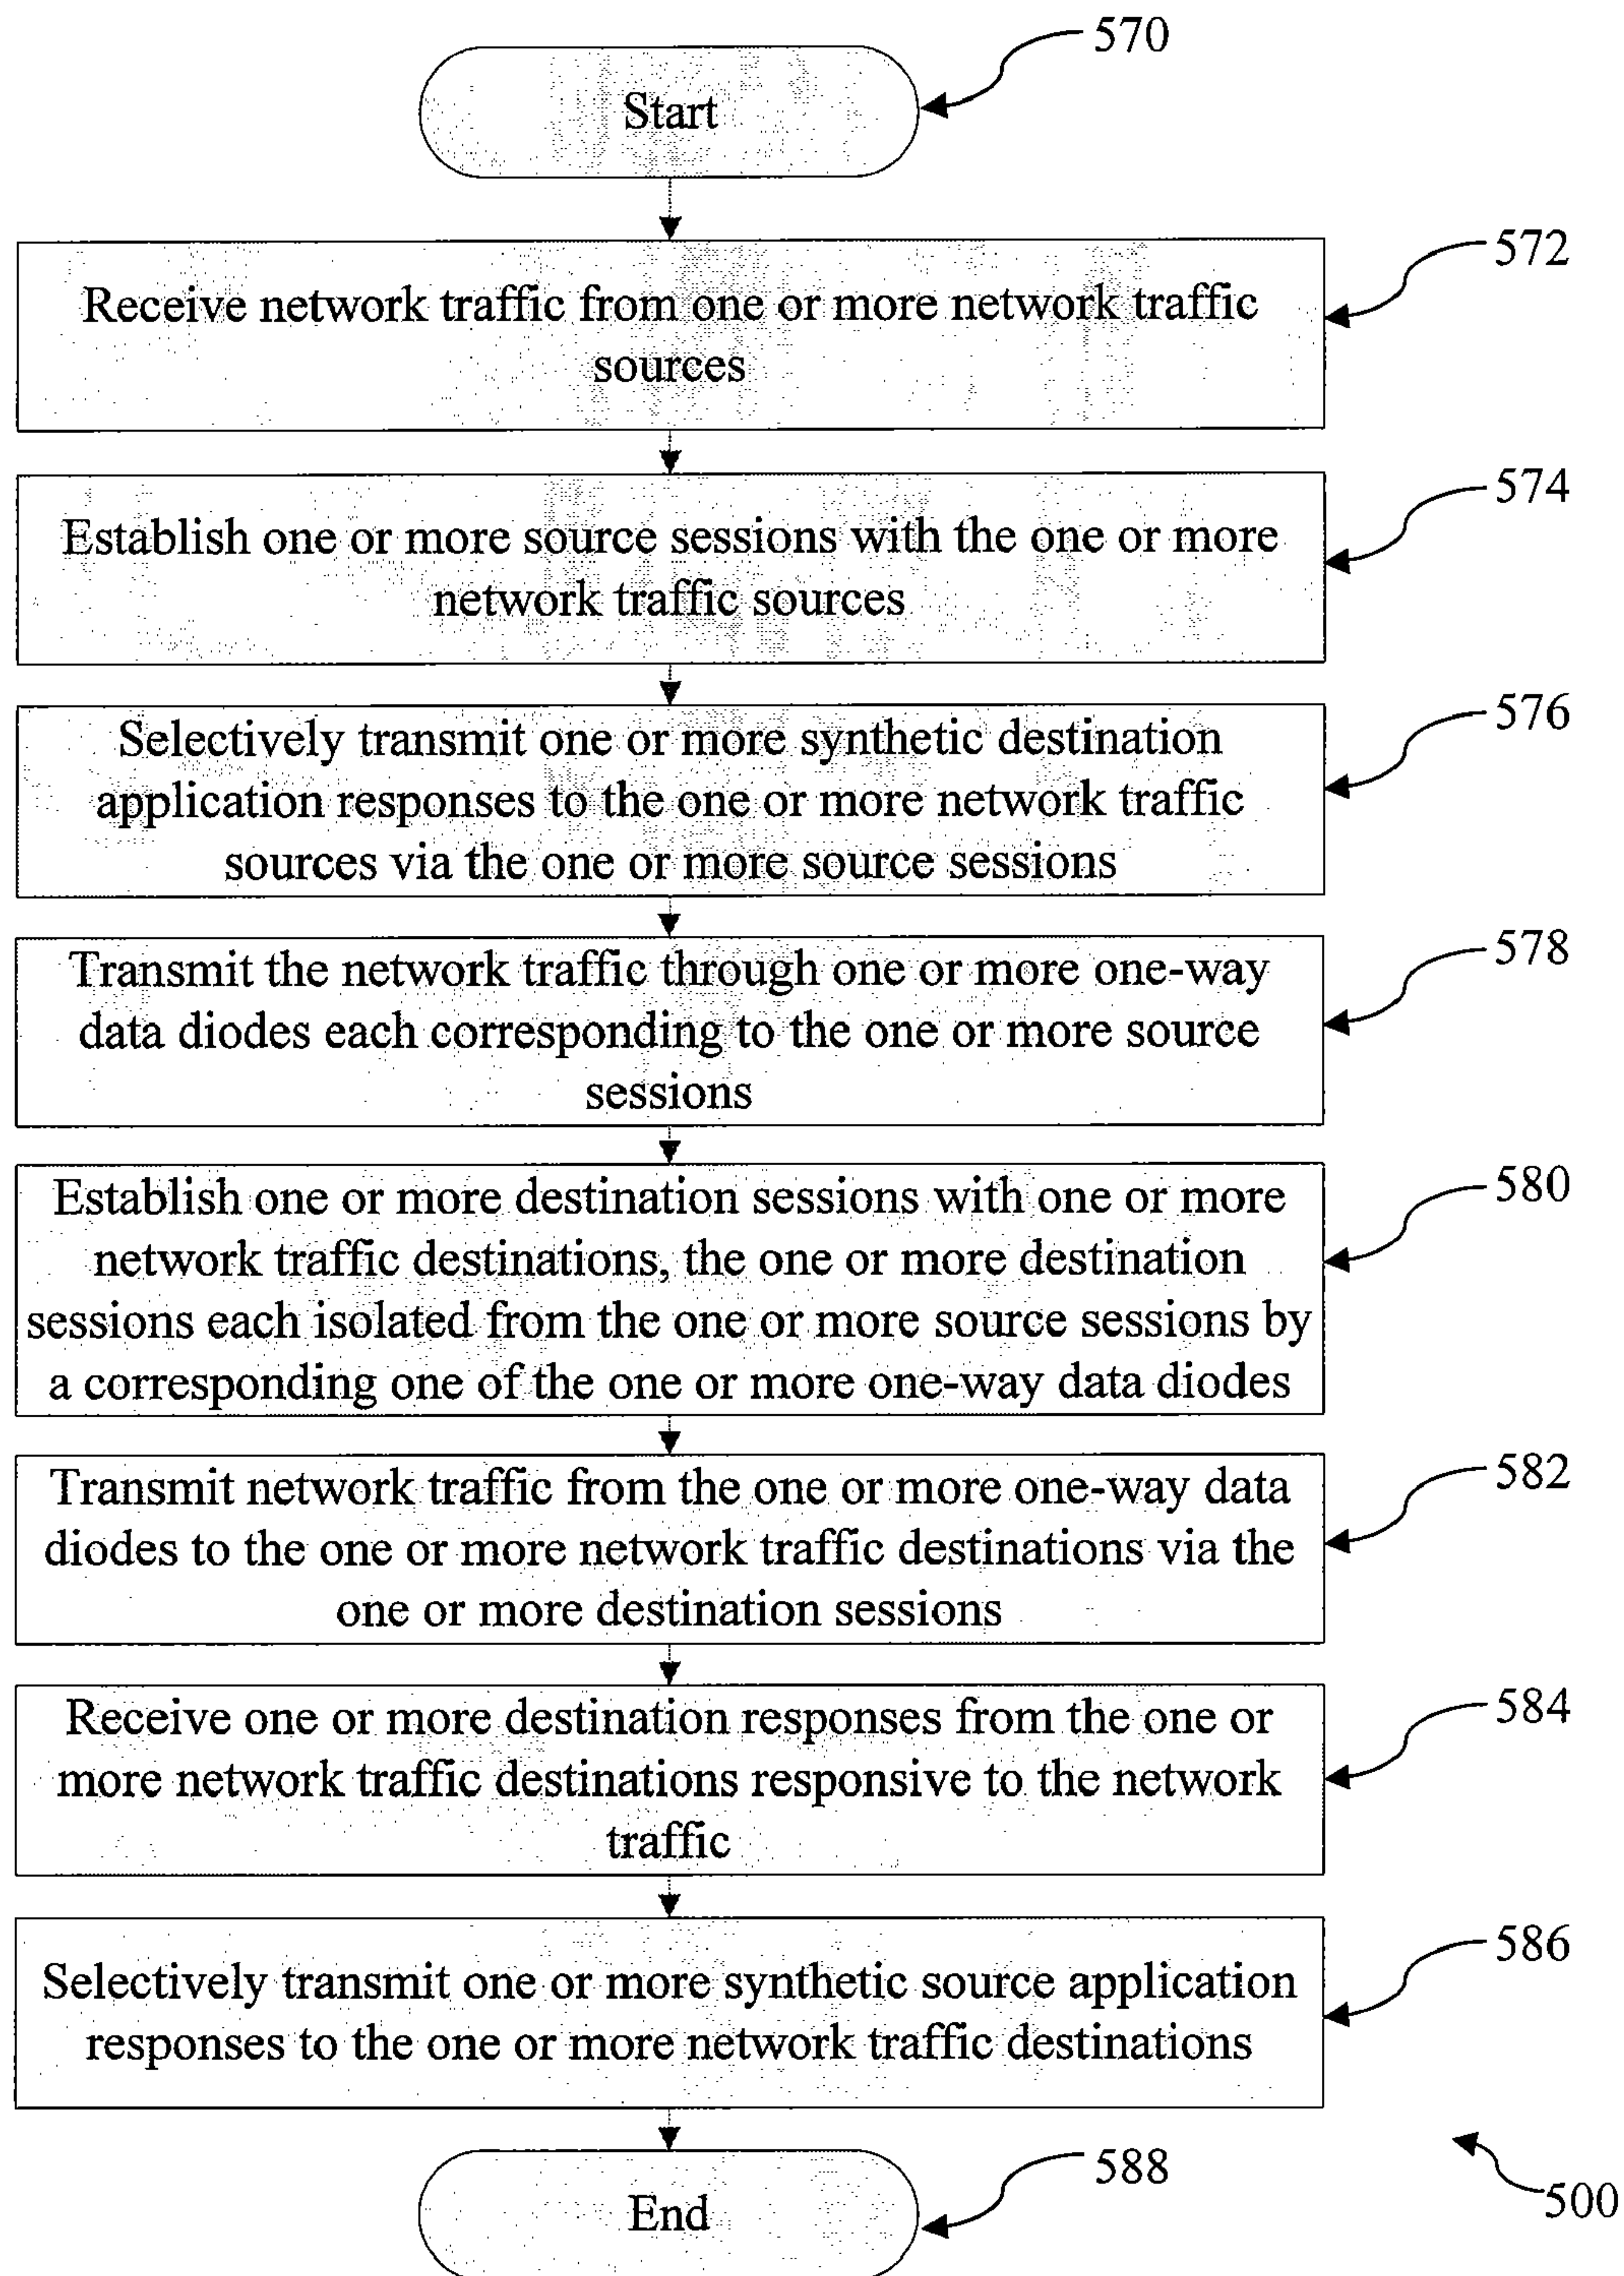 570
Start
572
Receive network traffic from one or more network traffic
sources
574
Establish one or more source sessions with the one or more
network traffic sources
576
Selectively transmit one or more synthetic destination
application responses to the one or more network traffic
sources via the one or more source sessions
578
Transmit the network traffic through one or more one-way
data diodes each corresponding to the one or more source
sessions
580
Establish one or more destination sessions with one or more
network traffic destinations, the one or more destination
sessions each isolated from the one or more source sessions by
a corresponding one of the one or more one-way data diodes
582
Transmit network traffic from the one or more one-way data
diodes to the one or more network traffic destinations via the
one or more destination sessions
584
Receive one or more destination responses from the one or
more network traffic destinations responsive to the network
traffic
586
Selectively transmit one or more synthetic source application
responses to the one or more network traffic destinations
588
End
500